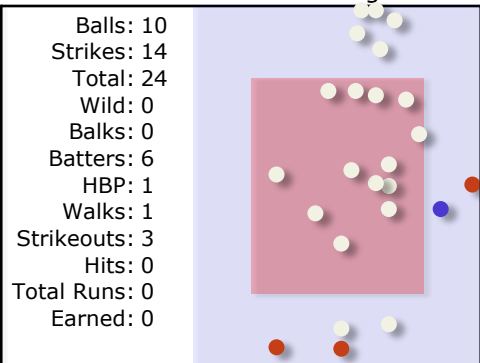 Balls: 10
Strikes: 14
Total: 24
Wild: 0
Balks: 0
Batters: 6
HBP: 1
Walks: 1
Strikeouts: 3
Hits: 0
Total Runs: 0
Earned: 0